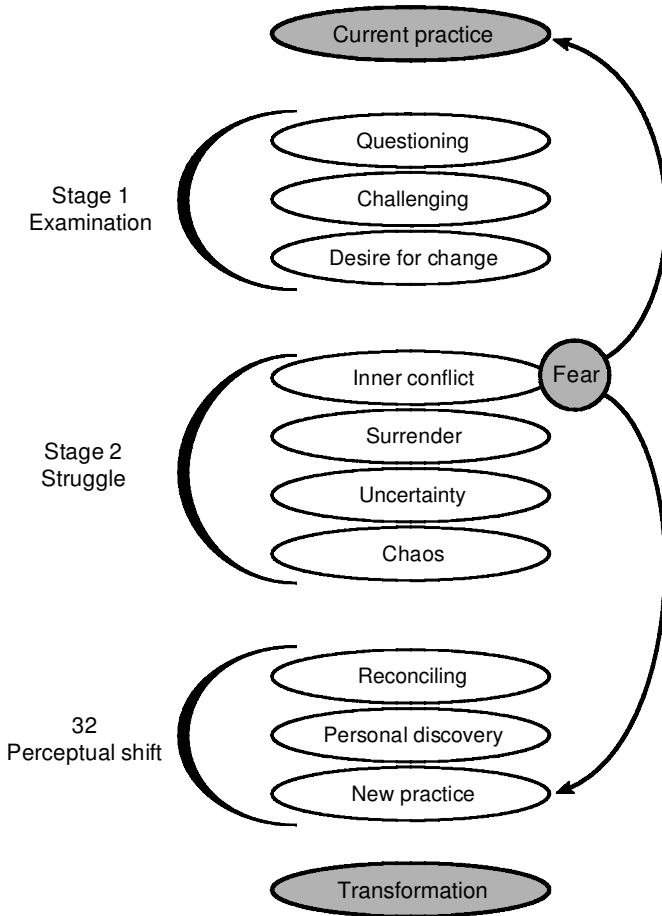 Current practice
Stage 1
Examination
Questioning
Challenging
Desire for change
Stage 2
Struggle
Inner conflict
Fear
Surrender
Uncertainty
Chaos
32
Perceptual shift
Reconciling
Personal discovery
New practice
Transformation